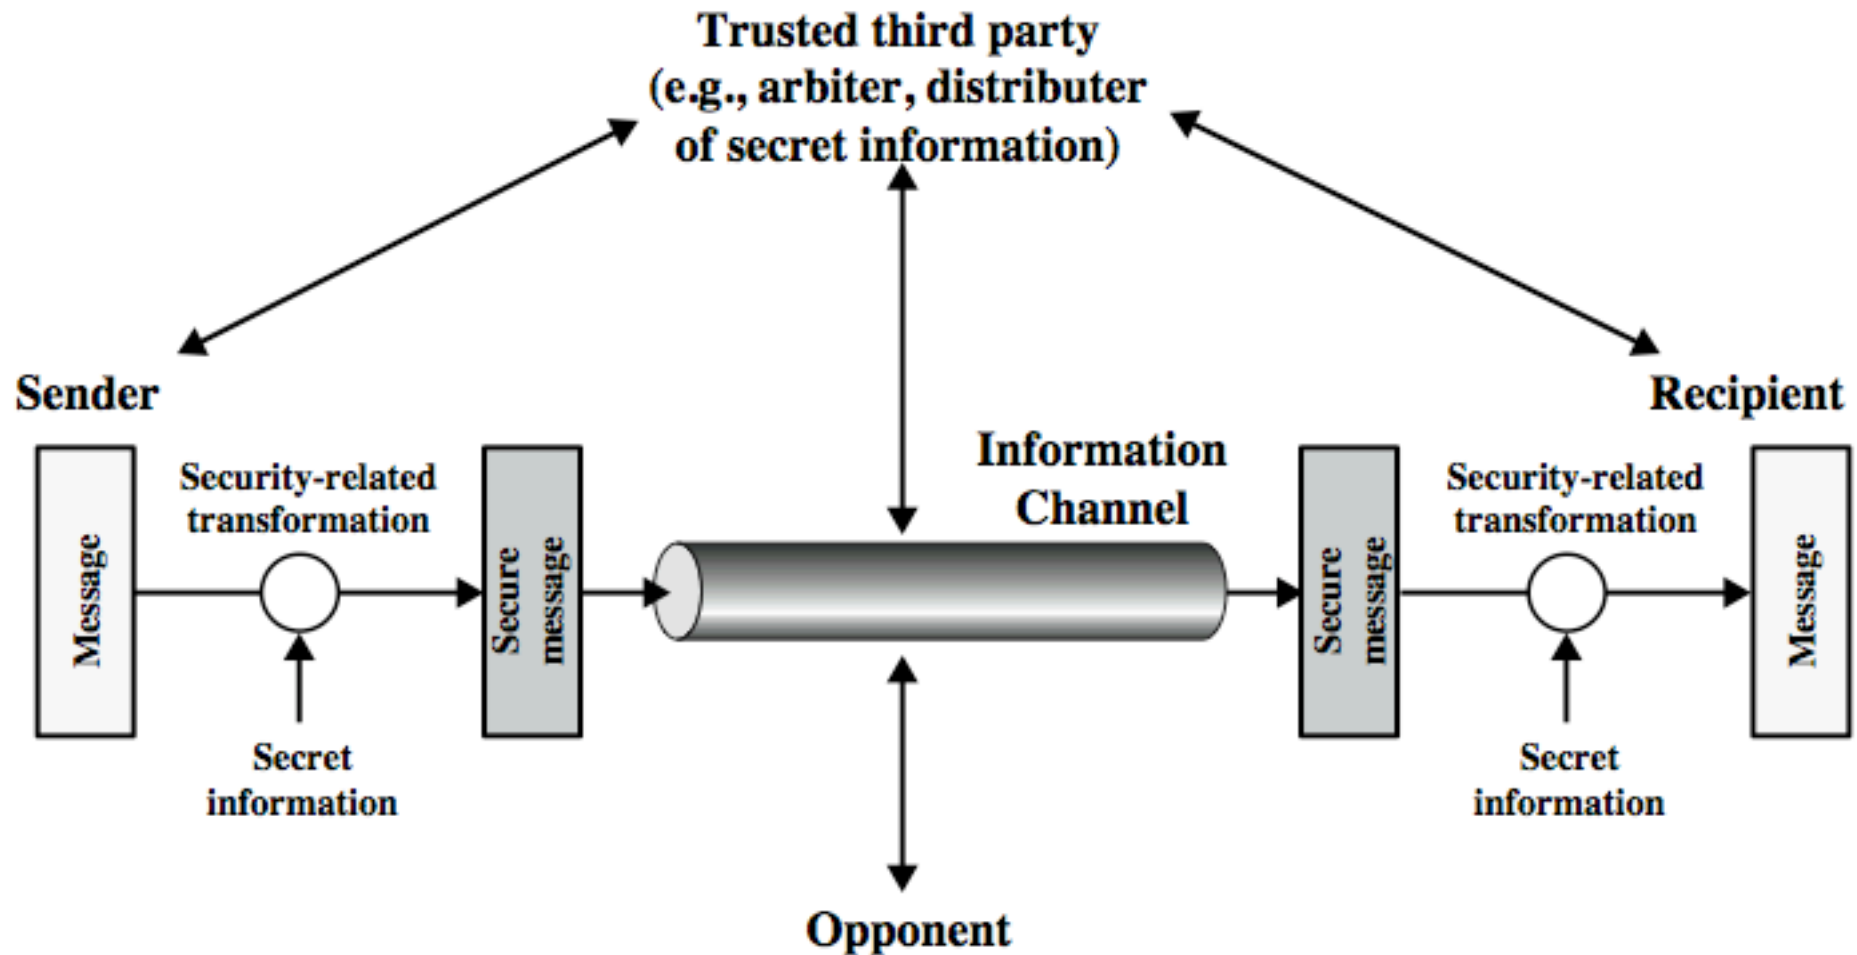 Trusted third party
(e.g., arbiter, distributer
of secret information)
Sender
Recipient
Information
Channel
Security-related
transformation
Security-related
transformation
Message
Secure
message
Secure
message
Message
Secret
information
Secret
information
Opponent